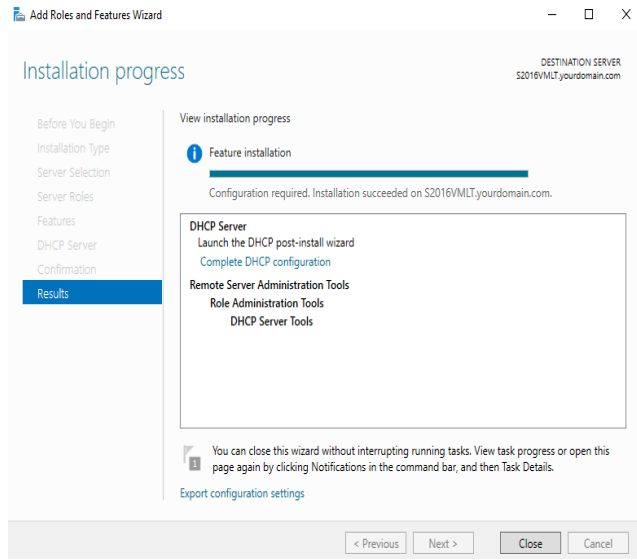 Add Roles and Features Wizard
Installation progress
DESTINATION SERVER
S2016VMLT.yourdomain.com
Before You Begin
Installation Type
Server Selection
Server Roles
Features
DHCP Server
Confirmation
Results
View installation progress
Feature installation
Configuration required. Installation succeeded on S2016VMLT.yourdomain.com.
DHCP Server
Launch the DHCP post-install wizard
Complete DHCP configuration
Remote Server Administration Tools
Role Administration Tools
DHCP Server Tools
1
You can close this wizard without interrupting running tasks. View task progress or open this
page again by clicking Notifications in the command bar, and then Task Details.
Export configuration settings
< Previous
Next >
Close
Cancel